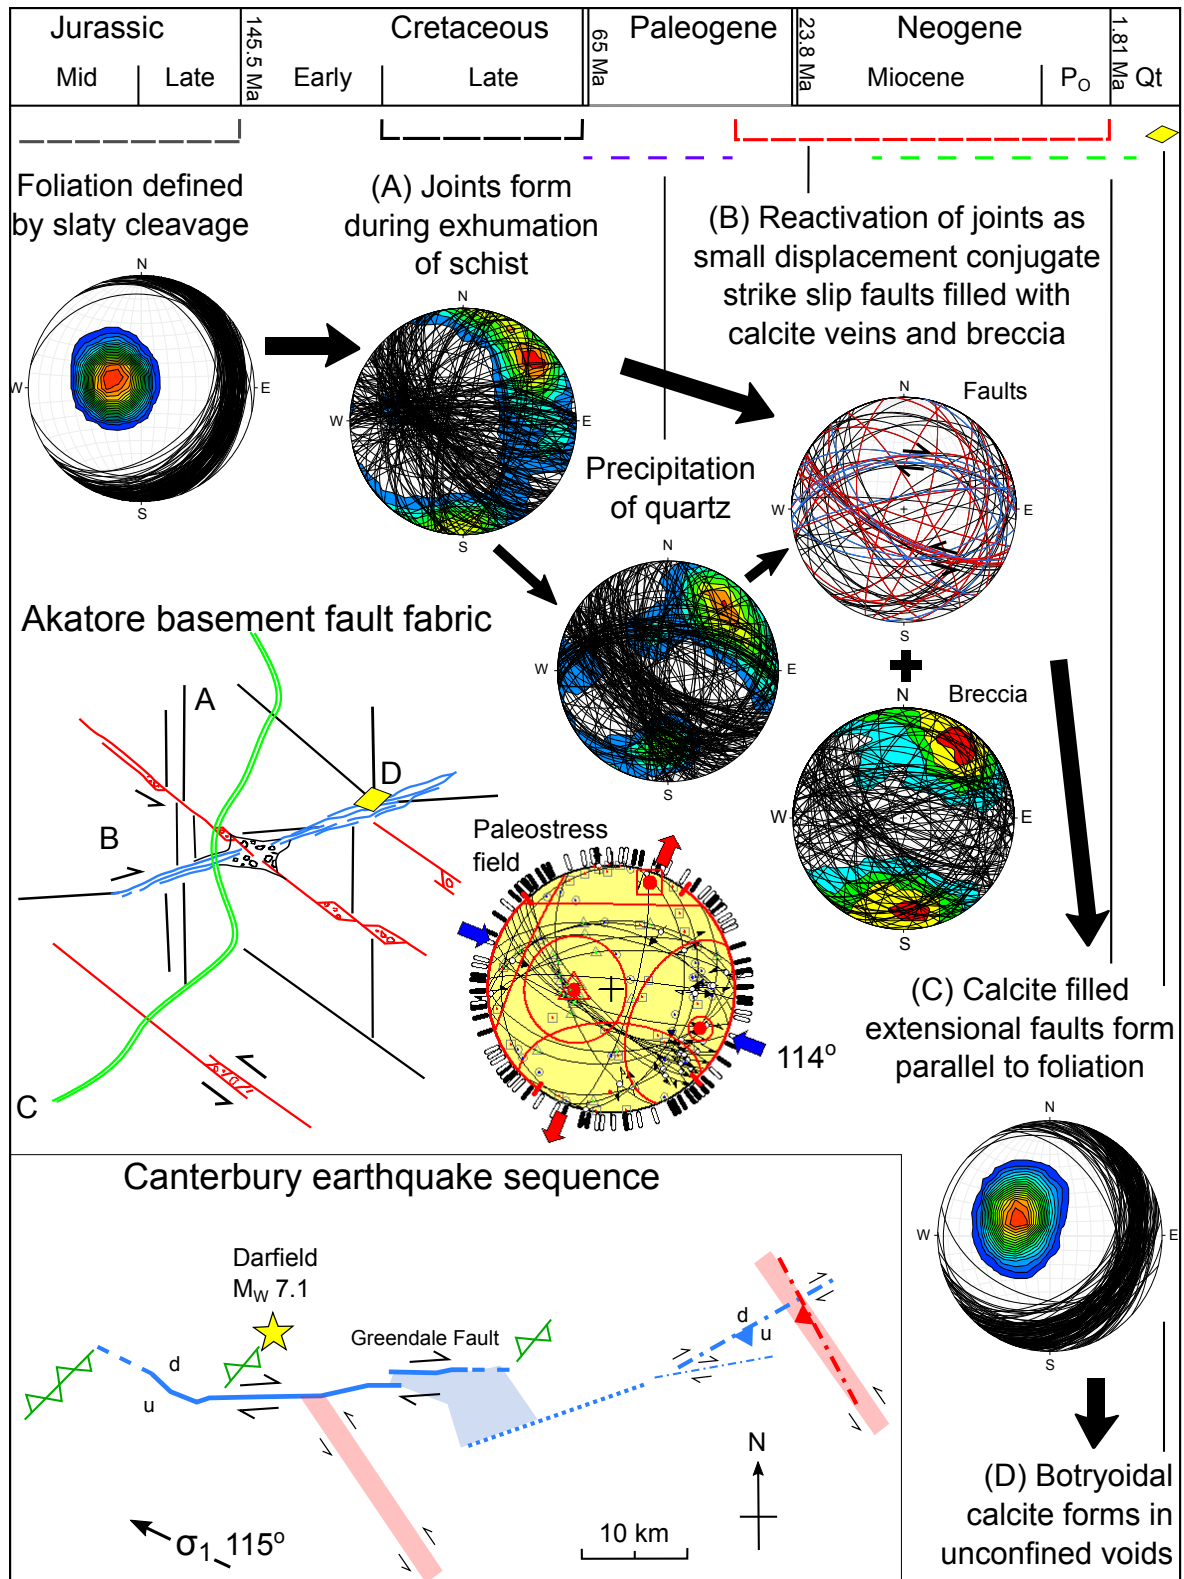 Jurassic
Cretaceous
Paleogene
Neogene
145.5 Ma
65 Ma
23.8 Ma
1.81 Ma
Mid
Late
Early
Late
Miocene
Po
Qt
Foliation defined
by slaty cleavage
N
W
E
S
(A) Joints form
during exhumation
of schist
N
W
E
S
(B) Reactivation of joints as
small displacement conjugate
strike slip faults filled with
calcite veins and breccia
Faults
N
W
E
S
Precipitation
of quartz
N
W
E
S
Breccia
N
W
E
S
Akatore basement fault fabric
A
D
B
C
Paleostress
field
114º
(C) Calcite filled
extensional faults form
parallel to foliation
N
W
E
S
(D) Botryoidal
calcite forms in
unconfined voids
Canterbury earthquake sequence
Darfield
Mw 7.1
Greendale Fault
d
u
d
u
N
10 km
σ1 115º